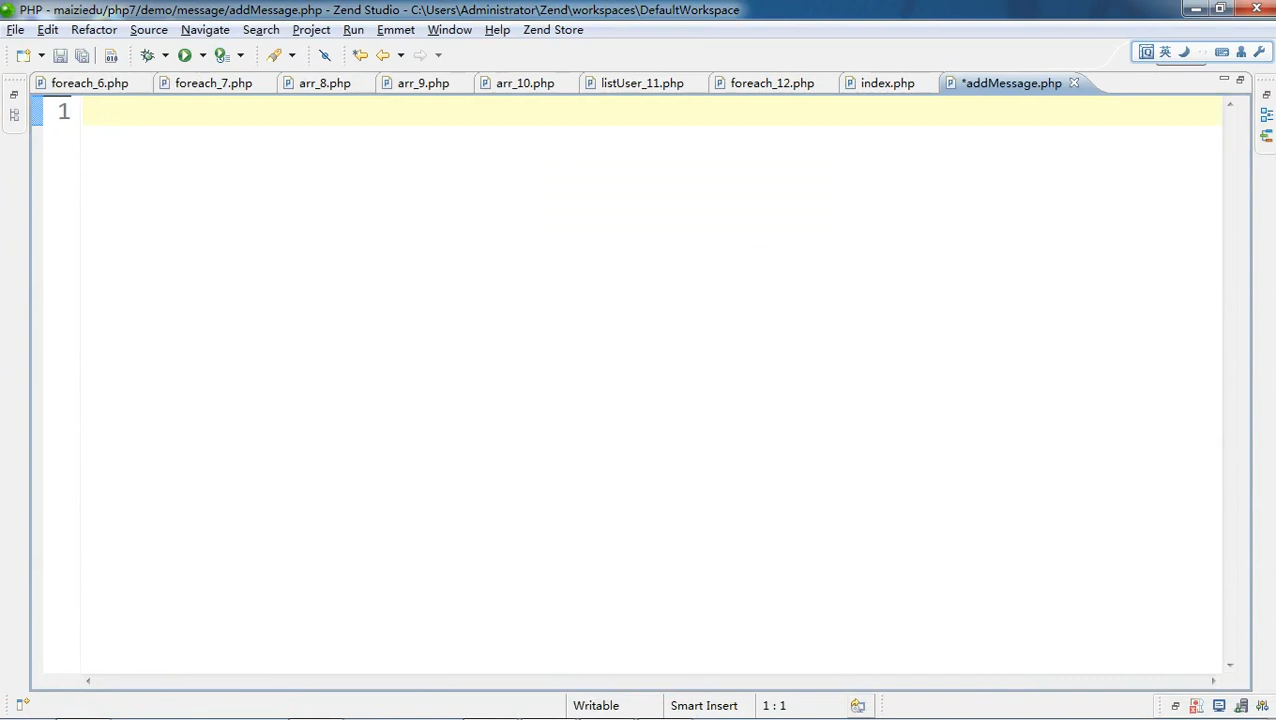 PHP - maiziedu/php7/demo/message/addMessage.php - Zend Studio - C:\Users\Administrator\Zend\workspaces\DefaultWorkspace
File Edit Refactor Source Navigate Search Project Run Emmet Window Help Zend Store
英
foreach_6.php foreach_7.php arr_8.php arr_9.php arr_10.php listUser_11.php foreach_12.php index.php *addMessage.php
1
Writable Smart Insert 1 : 1